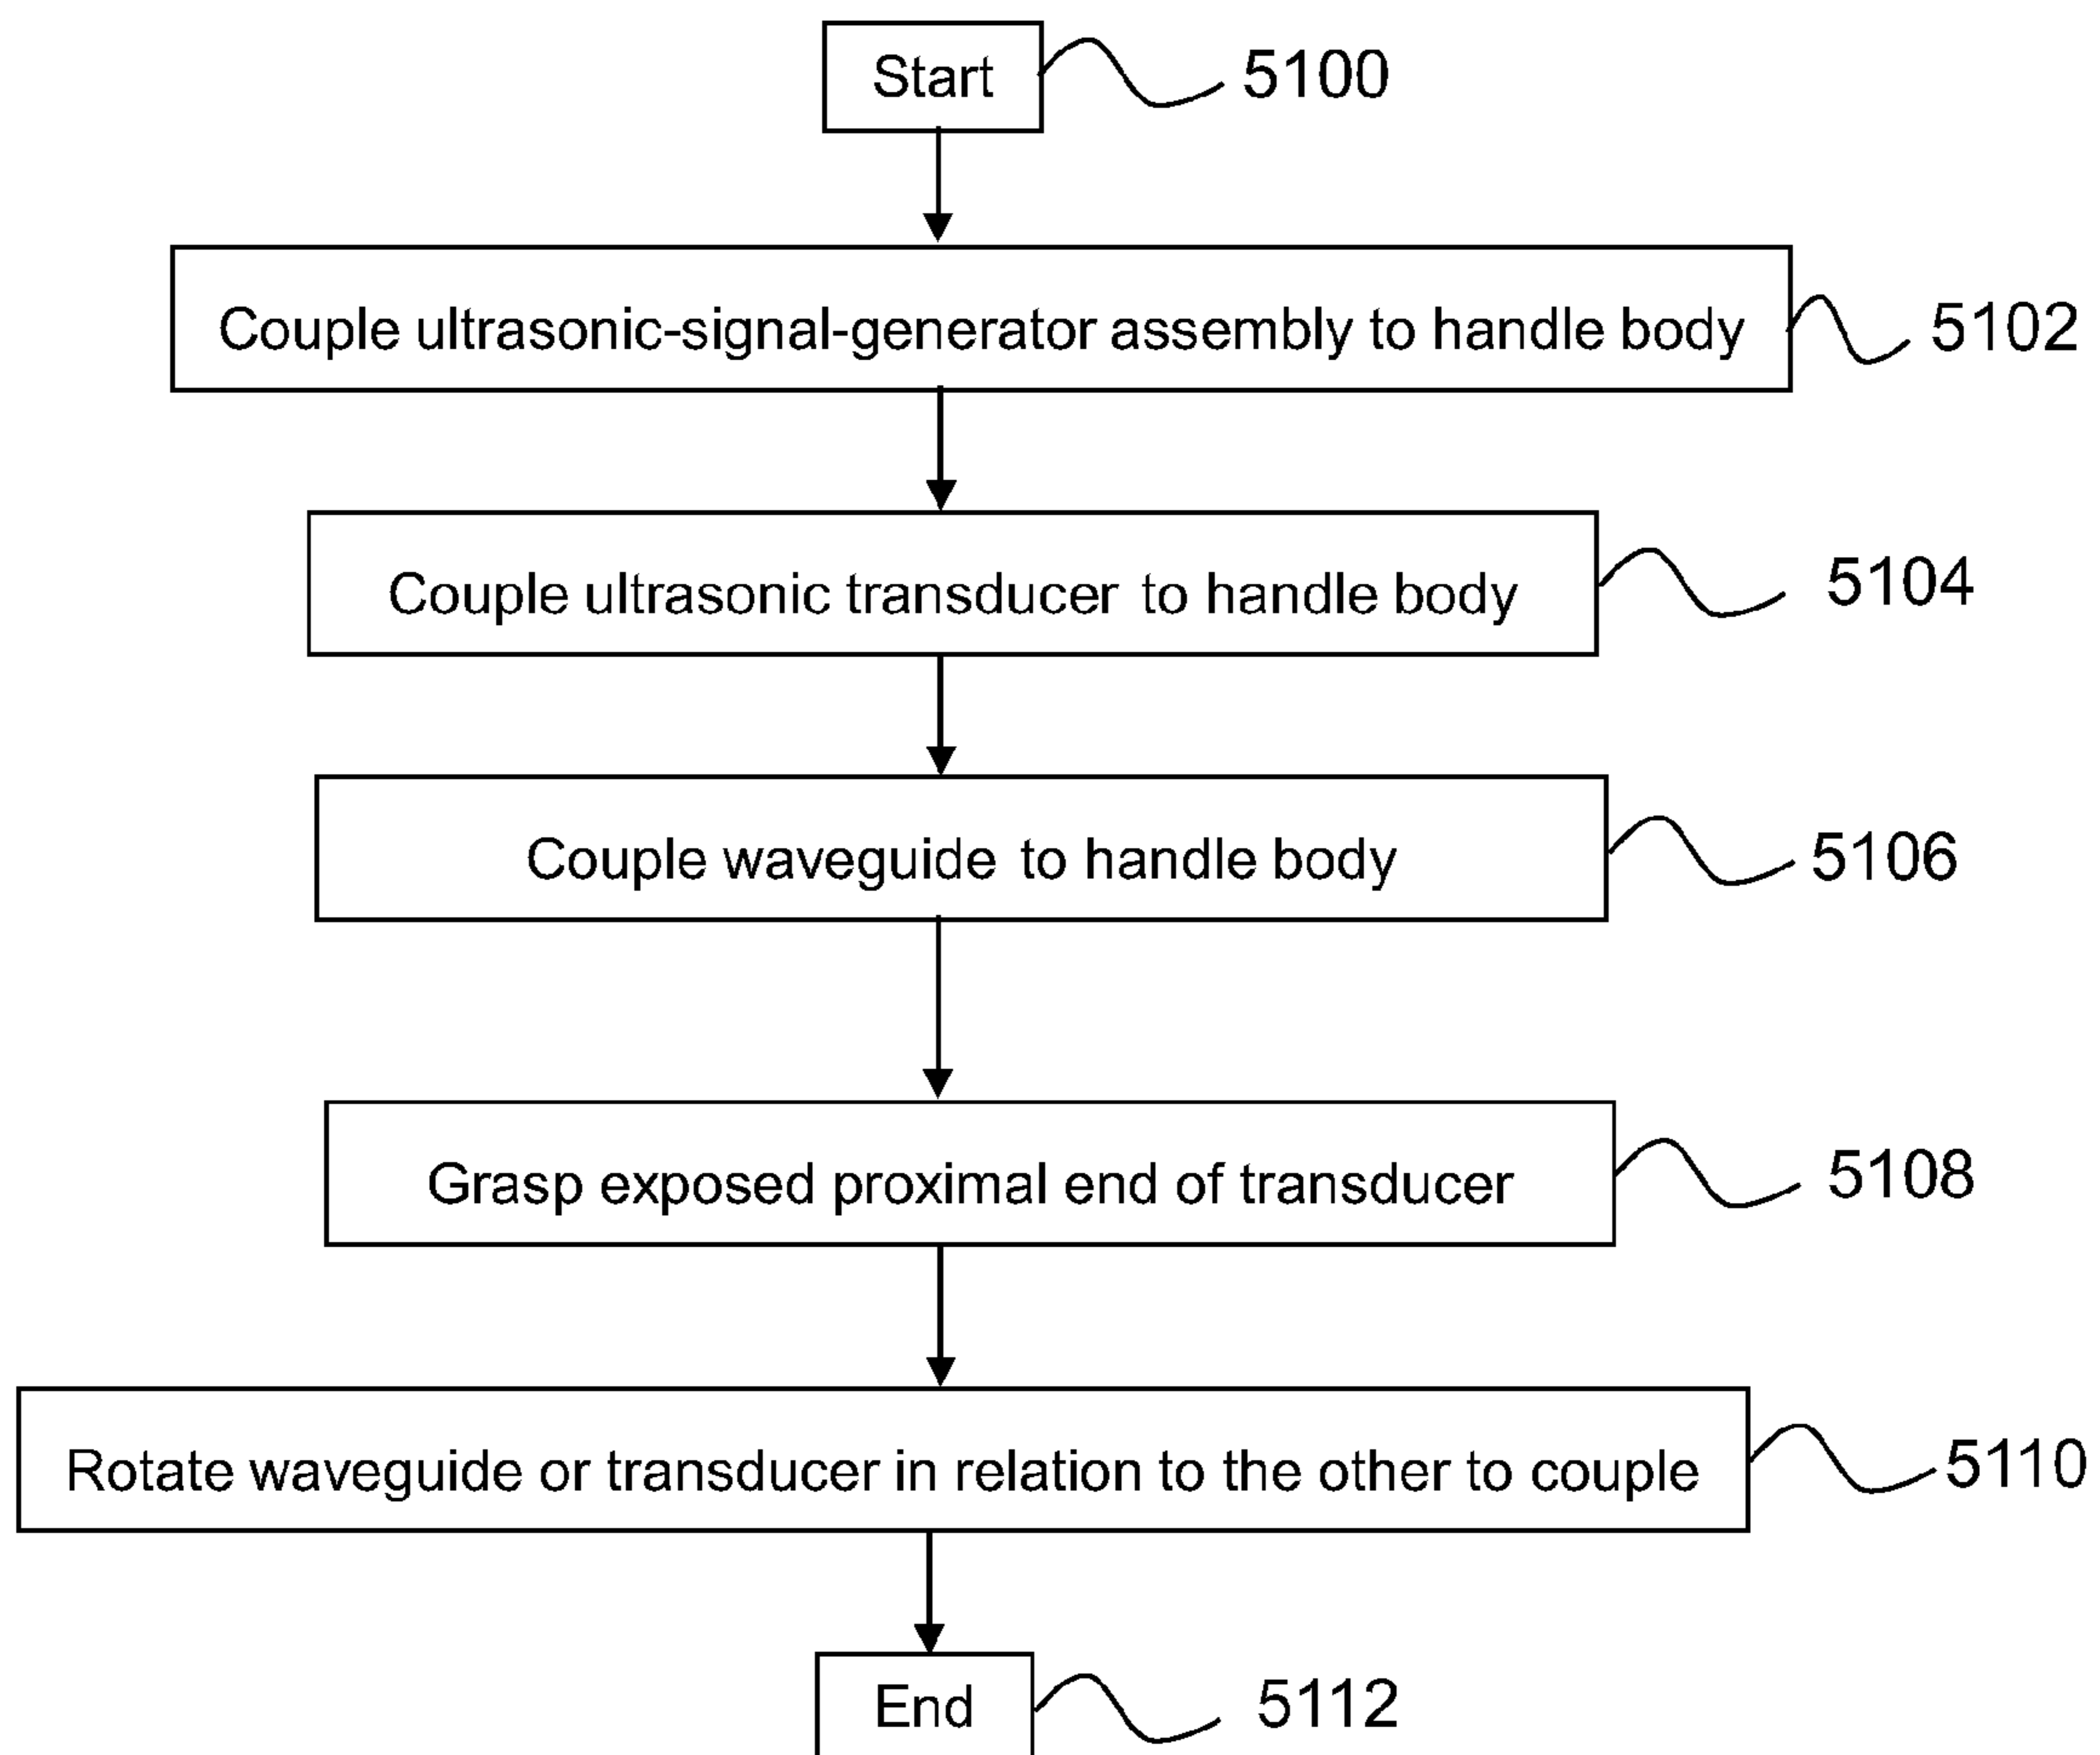 Start
5100
Couple ultrasonic-signal-generator assembly to handle body
5102
Couple ultrasonic transducer to handle body
5104
Couple waveguide to handle body
5106
Grasp exposed proximal end of transducer
5108
Rotate waveguide or transducer in relation to the other to couple
5110
End
5112